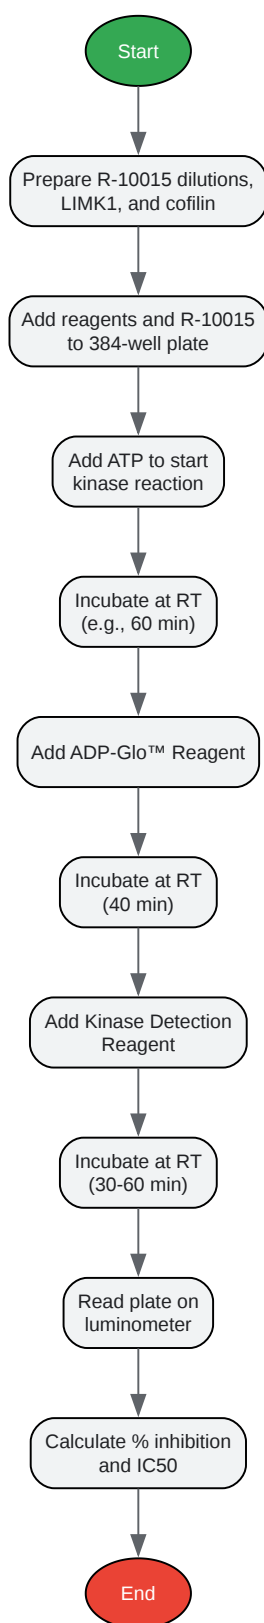 Start
Prepare R-10015 dilutions,
LIMK1, and cofilin
Add reagents and R-10015
to 384-well plate
Add ATP to start
kinase reaction
Incubate at RT
(e.g., 60 min)
Add ADP-Glo™ Reagent
Incubate at RT
(40 min)
Add Kinase Detection
Reagent
Incubate at RT
(30-60 min)
Read plate on
luminometer
Calculate % inhibition
and IC50
End